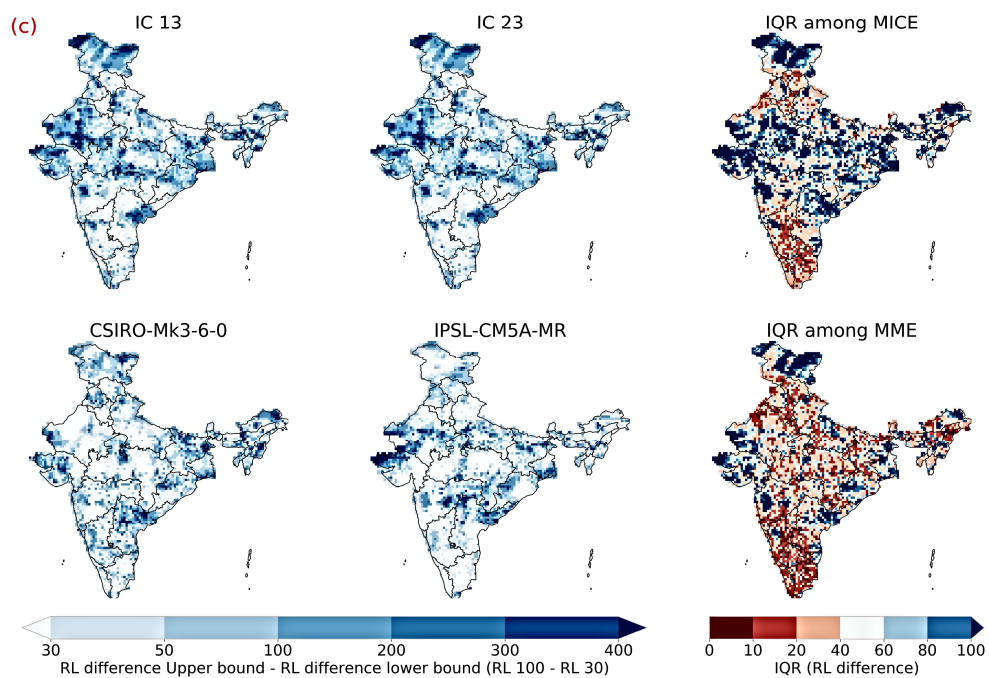 (c)
IC 13
IC 23
IQR among MICE
CSIRO-Mk3-6-0
IPSL-CM5A-MR
IQR among MME
30 50 100 200 300 400
RL difference Upper bound - RL difference lower bound (RL 100 - RL 30)
0 10 20 40 60 80 100
IQR (RL difference)